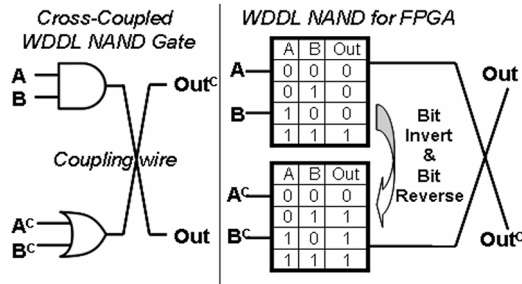 Cross-Coupled
WDDL NAND Gate
A
B
Out^C
Coupling wire
A^C
B^C
Out
WDDL NAND for FPGA
A B Out
0 0 0
0 1 0
1 0 0
1 1 1
A
B
Out
Bit
Invert
&
Bit
Reverse
A B Out
0 0 0
0 1 1
1 0 1
1 1 1
A^C
B^C
Out^C